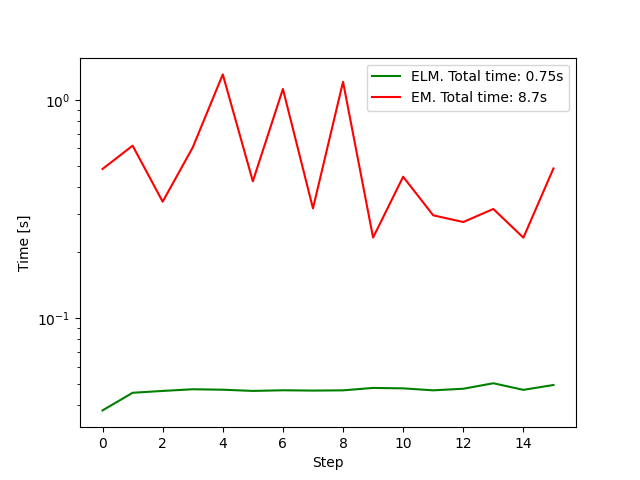 ELM. Total time: 0.75s
EM. Total time: 8.7s
10⁰
10⁻¹
Time [s]
0 2 4 6 8 10 12 14
Step